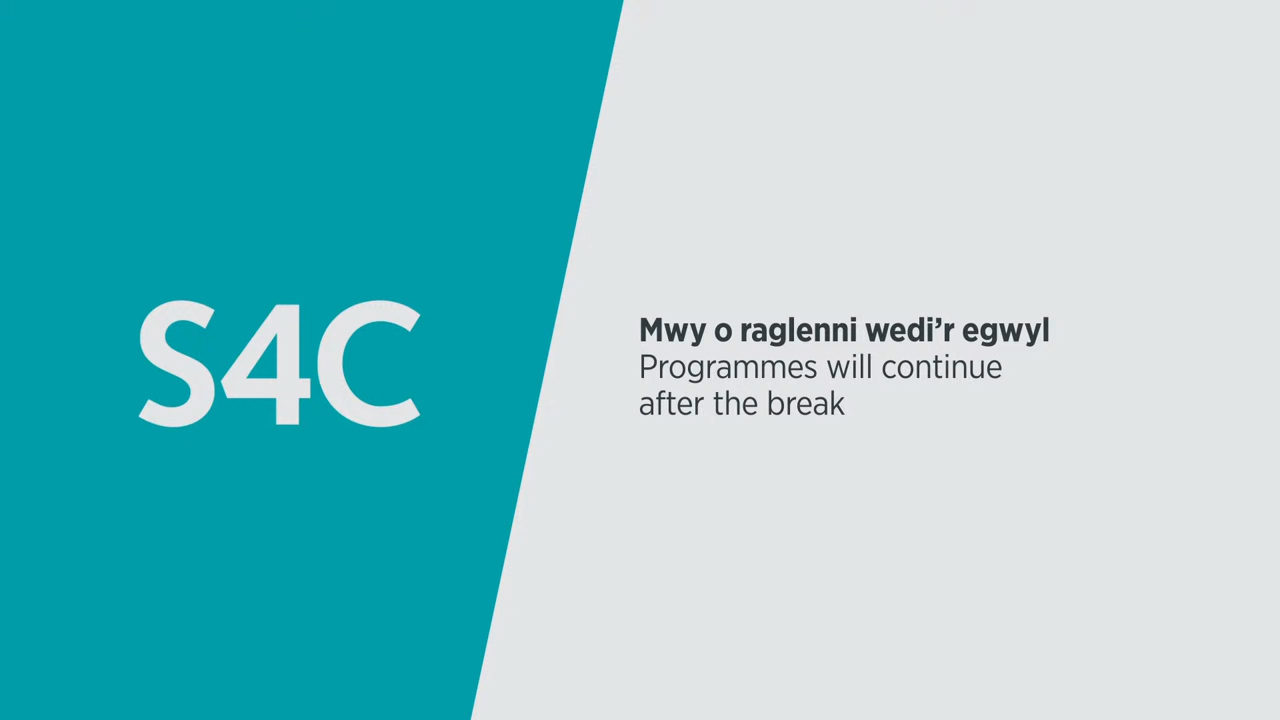 S4C
Mwy o raglenni wedi’r egwyl
Programmes will continue
after the break